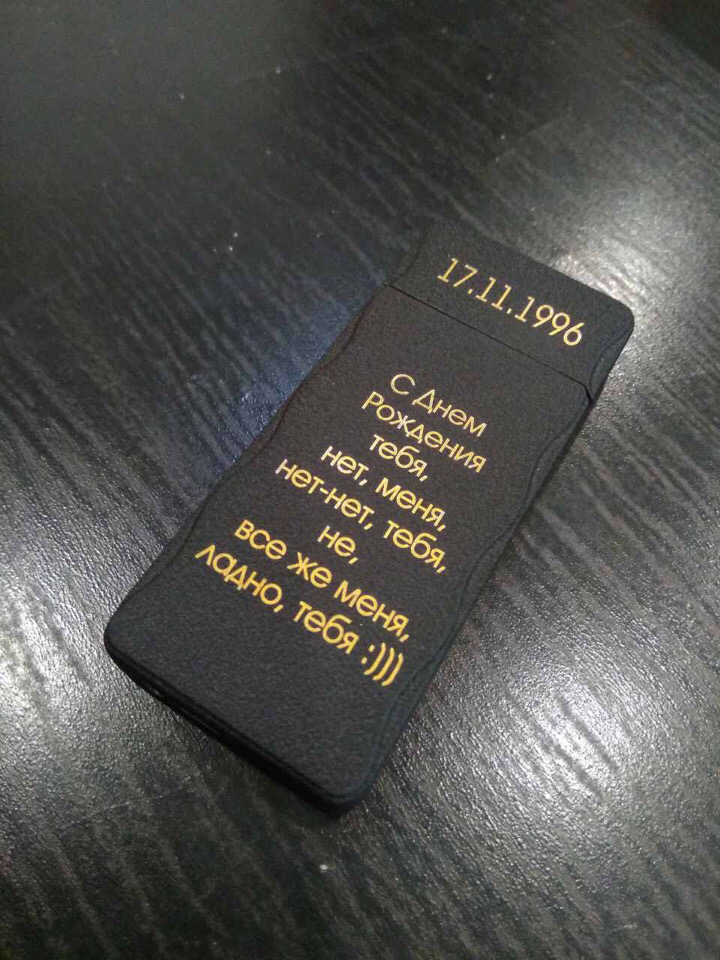 17.11.1996
С Днем
Рождения
тебя,
нет, меня,
нет-нет, тебя,
не,
все же меня,
ладно, тебя :)))